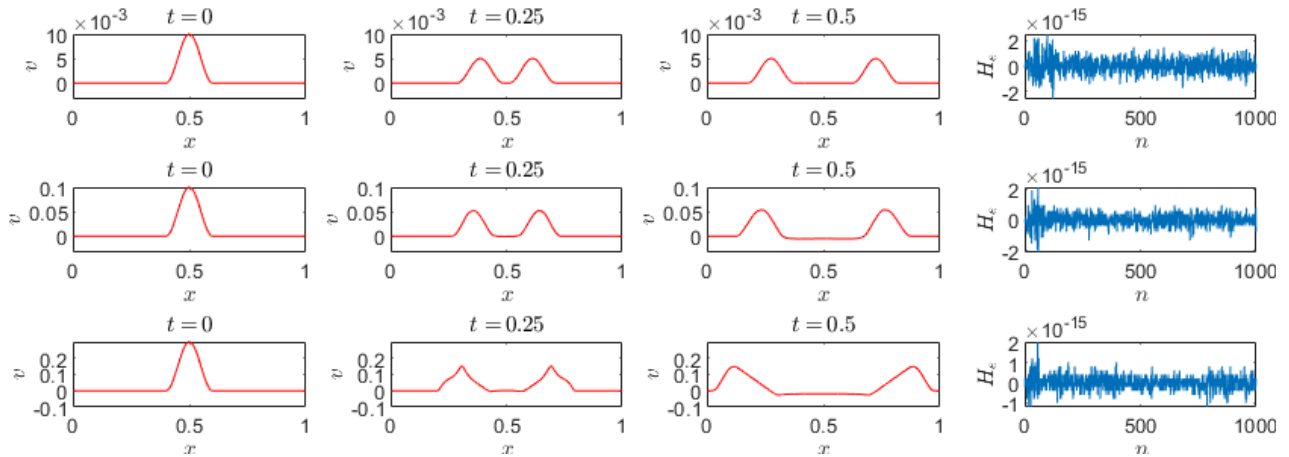 ×10⁻³ t = 0 ×10⁻³ t = 0.25 ×10⁻³ t = 0.5 ×10⁻¹⁵
v 10 5 0 v 10 5 0 v 10 5 0 Hₑ 2 0 -2
0 0.5 1 0 0.5 1 0 0.5 1 0 500 1000
x x x n
t = 0 t = 0.25 t = 0.5 ×10⁻¹⁵
v 0.1 0.05 0 v 0.1 0.05 0 v 0.1 0.05 0 Hₑ 2 0 -2
0 0.5 1 0 0.5 1 0 0.5 1 0 500 1000
x x x n
t = 0 t = 0.25 t = 0.5 ×10⁻¹⁵
v 0.2 0.1 0 -0.1 v 0.2 0.1 0 -0.1 v 0.2 0.1 0 -0.1 Hₑ 2 1 0 -1
0 0.5 1 0 0.5 1 0 0.5 1 0 500 1000
x x x n